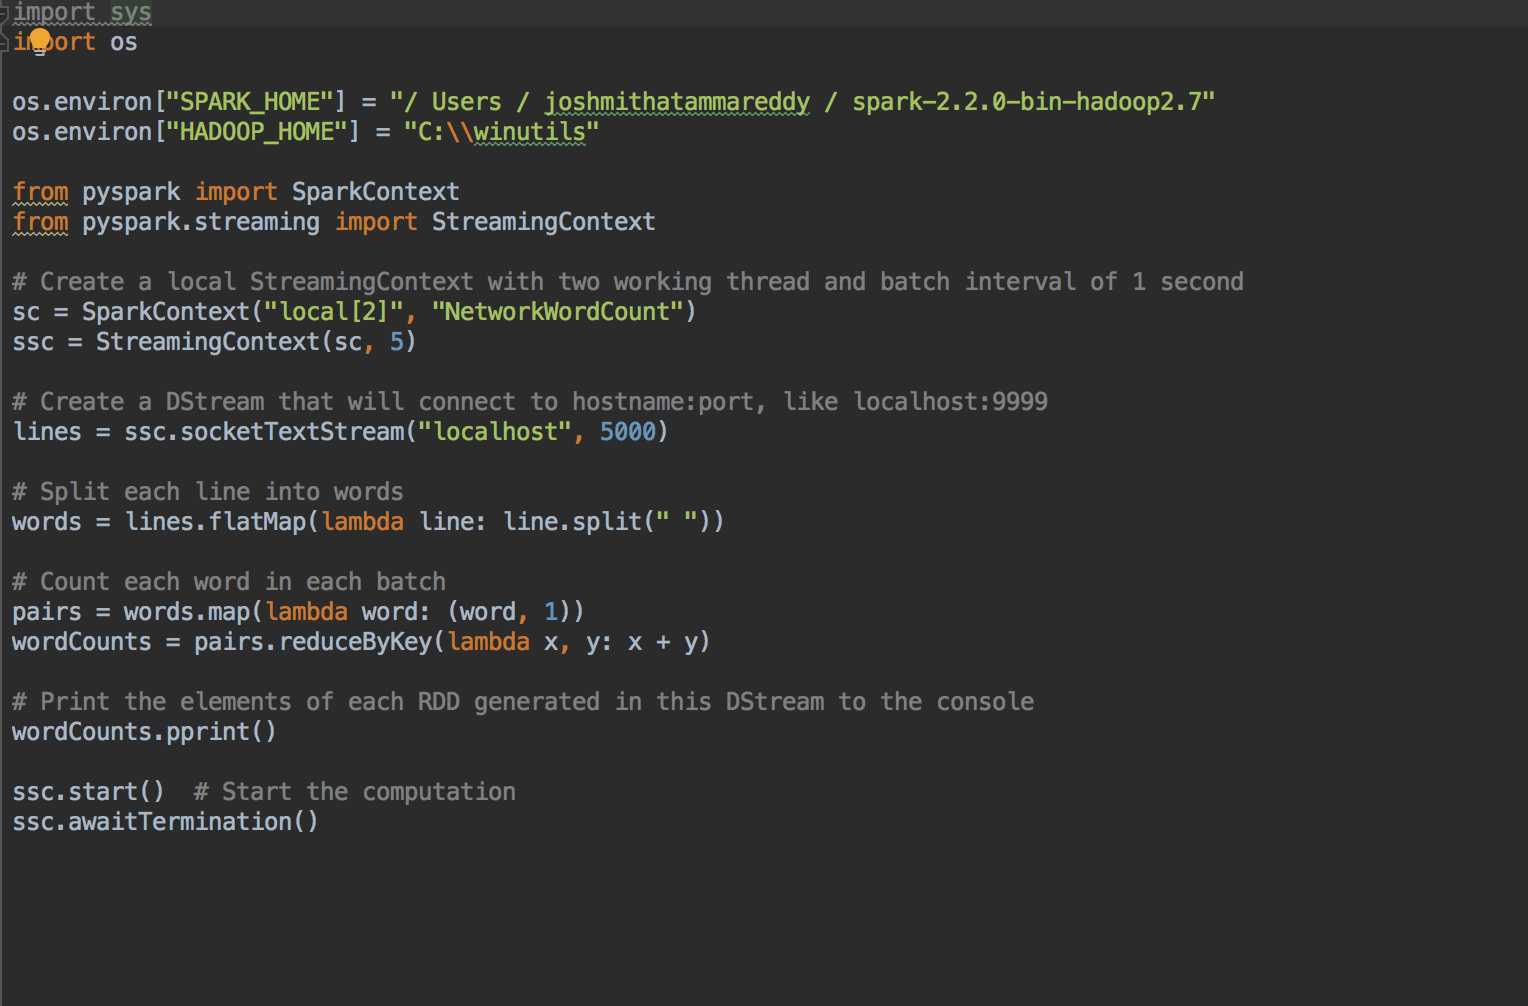 import sys
import os
os.environ["SPARK_HOME"] = "/ Users / joshmithatammareddy / spark-2.2.0-bin-hadoop2.7"
os.environ["HADOOP_HOME"] = "C:\\winutils"
from pyspark import SparkContext
from pyspark.streaming import StreamingContext
# Create a local StreamingContext with two working thread and batch interval of 1 second
sc = SparkContext("local[2]", "NetworkWordCount")
ssc = StreamingContext(sc, 5)
# Create a DStream that will connect to hostname:port, like localhost:9999
lines = ssc.socketTextStream("localhost", 5000)
# Split each line into words
words = lines.flatMap(lambda line: line.split(" "))
# Count each word in each batch
pairs = words.map(lambda word: (word, 1))
wordCounts = pairs.reduceByKey(lambda x, y: x + y)
# Print the elements of each RDD generated in this DStream to the console
wordCounts.pprint()
ssc.start()  # Start the computation
ssc.awaitTermination()